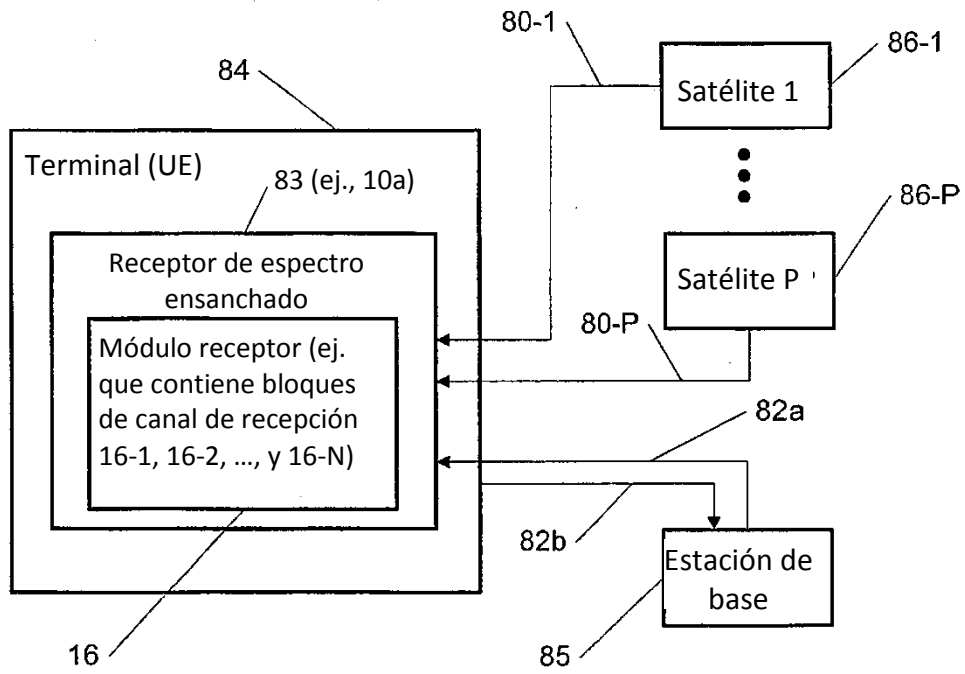 80-1
86-1
Satélite 1
84
Terminal (UE)
83 (ej., 10a)
86-P
Receptor de espectro
ensanchado
Satélite P
80-P
Módulo receptor (ej.
que contiene bloques
de canal de recepción
16-1, 16-2, ..., y 16-N)
82a
82b
Estación de
base
16
85